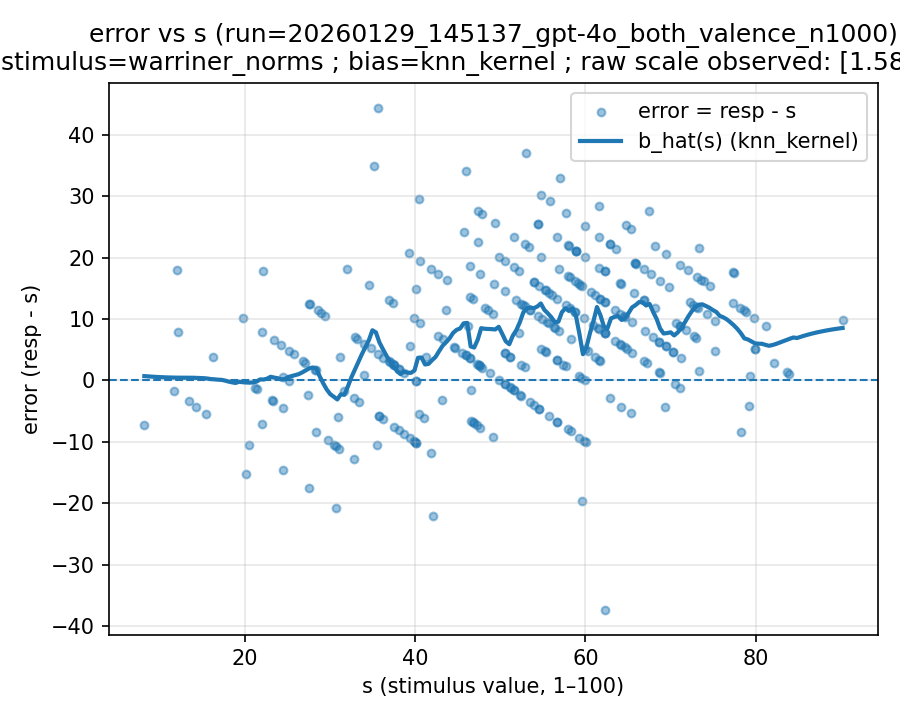 error vs s (run=20260129_145137_gpt-4o_both_valence_n1000)
stimulus=warriner_norms ; bias=knn_kernel ; raw scale observed: [1.58
error = resp - s
b_hat(s) (knn_kernel)
error (resp - s)
40
30
20
10
0
−10
−20
−30
−40
20
40
60
80
s (stimulus value, 1–100)